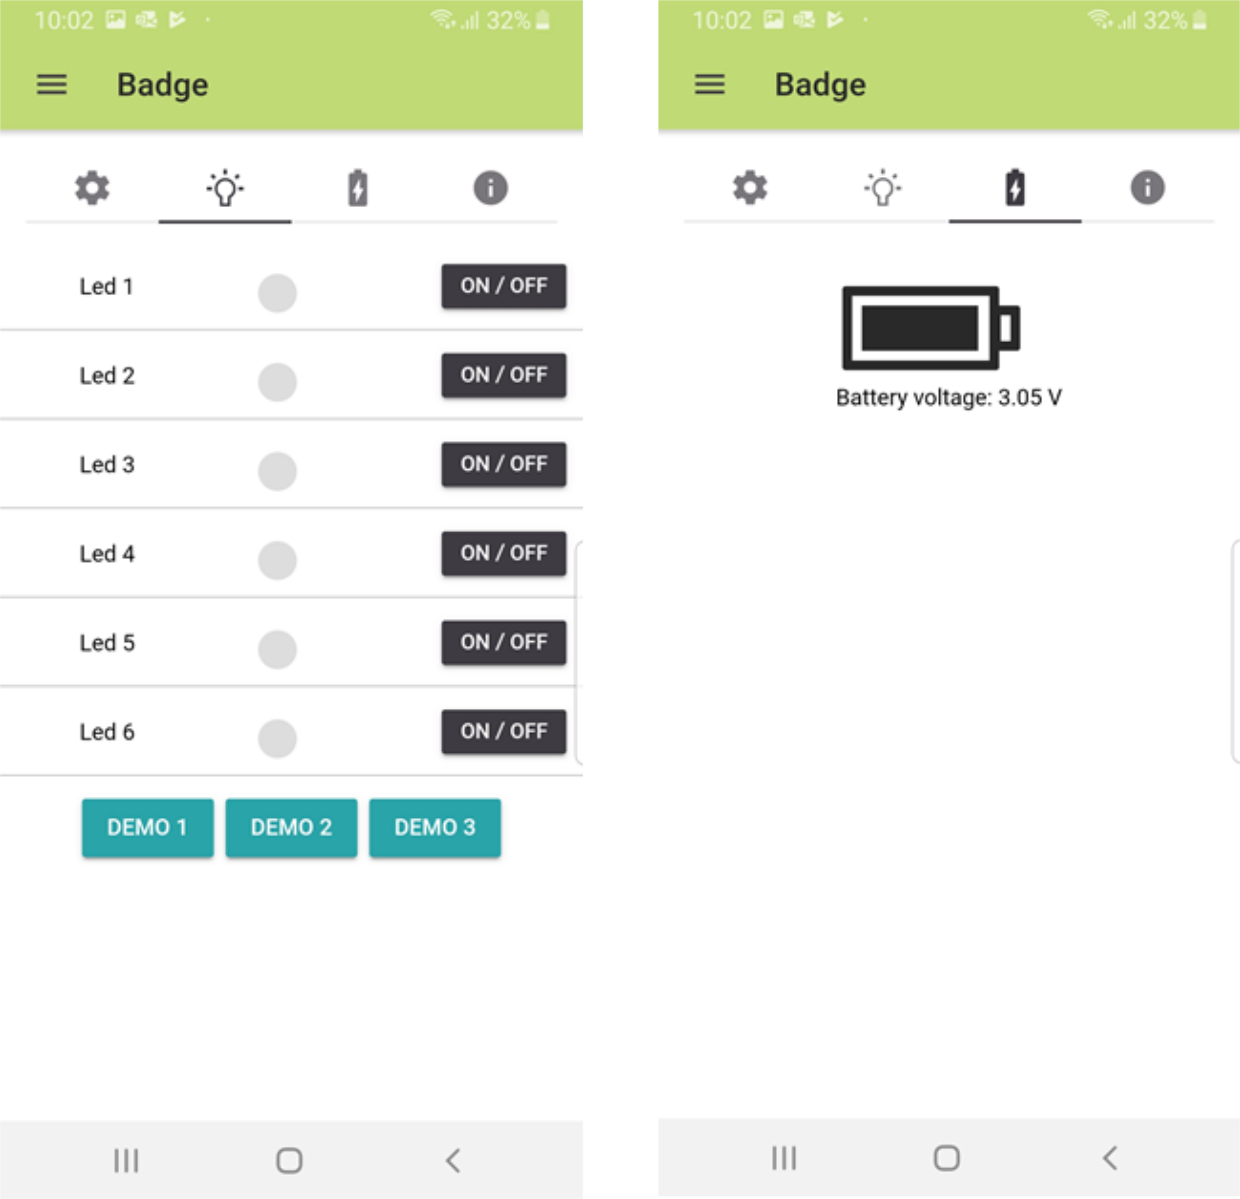 10:02 32%
Badge
Led 1 ON / OFF
Led 2 ON / OFF
Led 3 ON / OFF
Led 4 ON / OFF
Led 5 ON / OFF
Led 6 ON / OFF
DEMO 1 DEMO 2 DEMO 3
10:02 32%
Badge
Battery voltage: 3.05 V